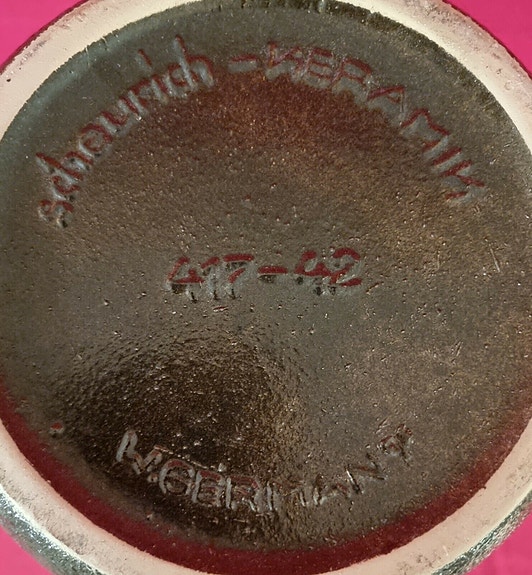 scheurich - KERAMIK
417-42
W.GERMANY